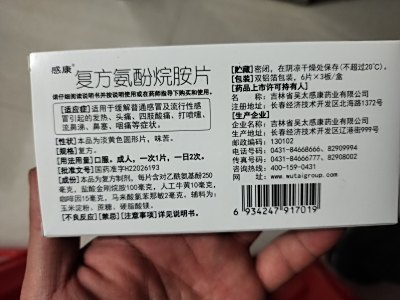 感康® 复方氨酚烷胺片
请仔细阅读说明书并按说明使用或在药师指导下购买和使用。
[适应症]适用于缓解普通感冒及流行性感
冒引起的发热、头痛、四肢酸痛、打喷嚏、
流鼻涕、鼻塞、咽痛等症状。
[性状]本品为淡黄色圆形片,味苦。
[规格]复方。
[用法用量]口服。成人,一次1片,一日2次。
[批准文号]国药准字H22026193
[成份]本品为复方制剂,每片含对乙酰氨基酚250
毫克,盐酸金刚烷胺100毫克,人工牛黄10毫克,
咖啡因15毫克,马来酸氯苯那敏2毫克,辅料为:
玉米淀粉、蔗糖、硬脂酸镁。
[不良反应][禁忌][注意事项]详见说明书。
[贮藏]密闭,在阴凉干燥处保存(不超过20℃)。
[包装]双铝箔包装,6片×3板/盒
[药品上市许可持有人]
名 称:吉林省吴太感康药业有限公司
注册地址:长春经济技术开发区北海路1372号
[生产企业]
企业名称:吉林省吴太感康药业有限公司
生产地址:长春经济技术开发区辽港街999号
邮政编码:130102
电话号码:0431-84668666,82909994
传真号码:0431-84666777,82908002
客服热线:400-159-0431
网 址:www.wutaigroup.com
6 934247 917019